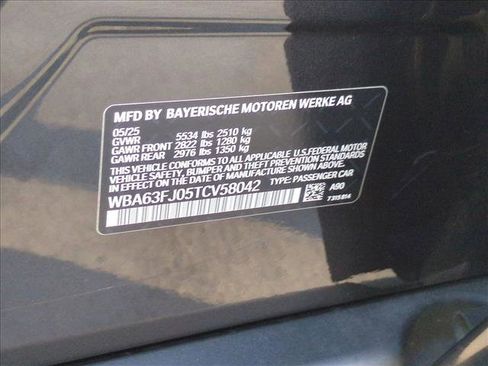 MFD BY BAYERISCHE MOTOREN WERKE AG
05/25
GVWR 5534 lbs 2510 kg
GAWR FRONT 2822 lbs 1280 kg
GAWR REAR 2976 lbs 1350 kg
THIS CAR CONFORMS TO ALL APPLICABLE U.S.FEDERAL MOTOR
VEHICLE SAFETY, BUMPER, AND THEFT PREVENTION STANDARDS
IN EFFECT ON THE DATE OF MANUFACTURE SHOWN ABOVE.
WBA63FJ05TCV58042 TYPE: PASSENGER CAR
A90
7315814